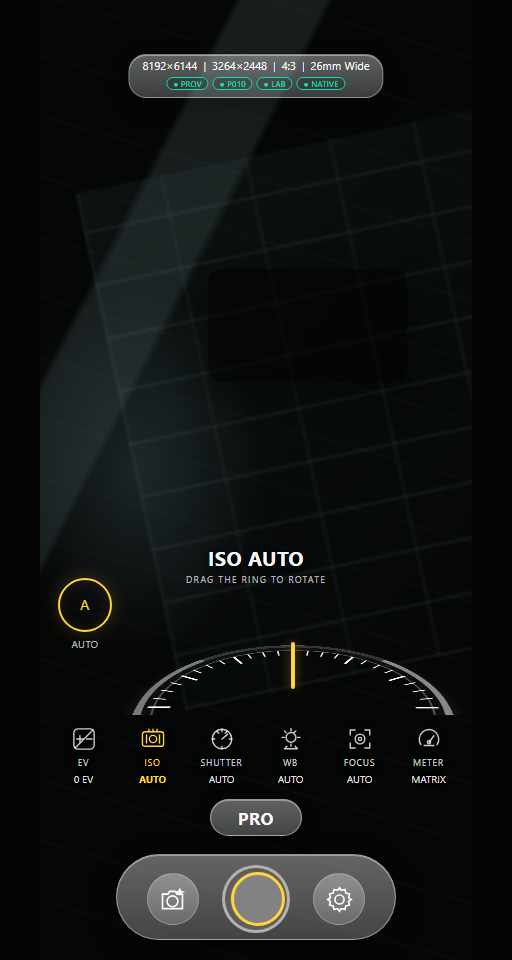 8192×6144 | 3264×2448 | 4:3 | 26mm Wide
● PROV ● P010 ● LAB ● NATIVE
ISO AUTO
DRAG THE RING TO ROTATE
A
AUTO
EV ISO SHUTTER WB FOCUS METER
0 EV AUTO AUTO AUTO AUTO MATRIX
PRO